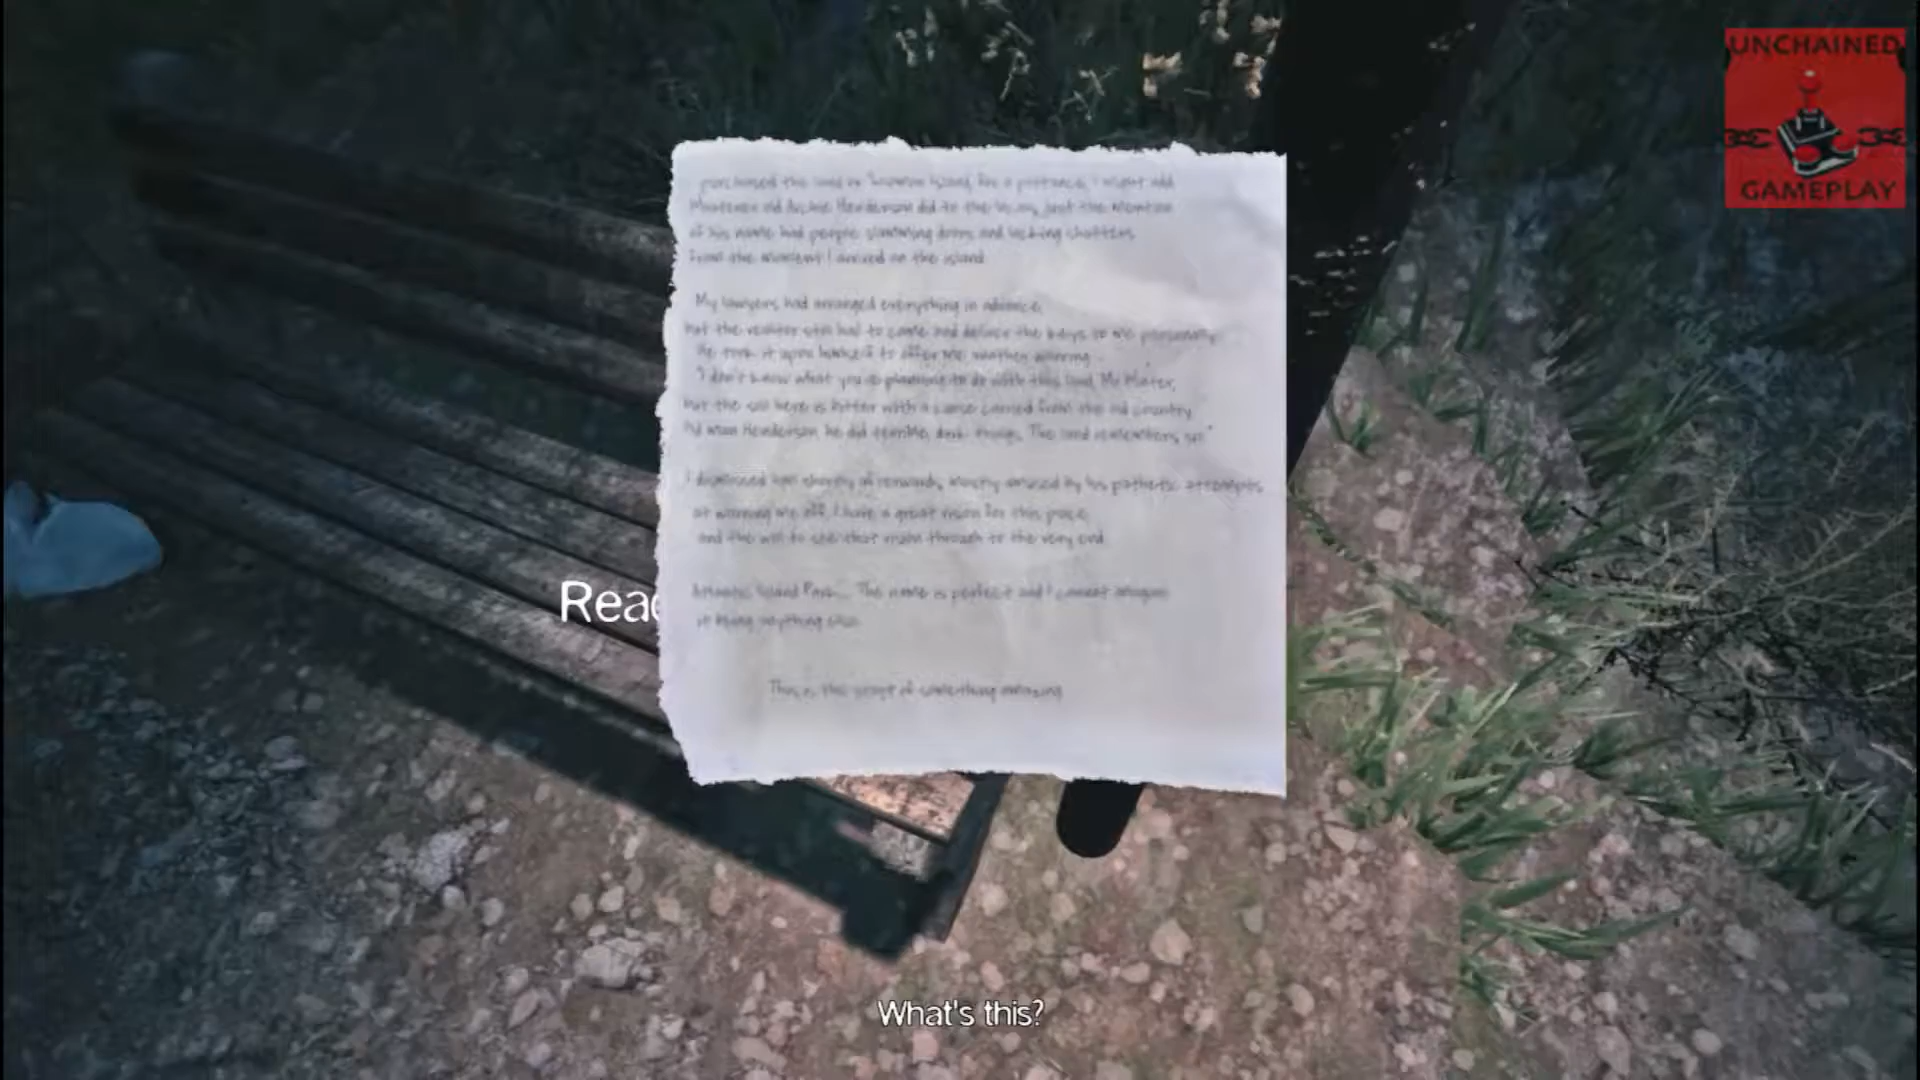 UNCHAINED
GAMEPLAY
purchased the land on Island for a pittance, I might add
Whatever old Archie Henderson did to the just the mention
of his name had people slamming doors and locking shutters
from the moment I arrived on the island
My lawyers had arranged everything in advance,
but the realtor still had to come and deliver the keys to me personally.
He took it upon himself to offer me another warning
"I don't know what you're planning to do with this land, Mr
but the soil here is bitter with a curse carried from the old country
Old man Henderson, he did terrible, dark things. The land remembers, sir."
I dismissed him of mostly amused by his pathetic attempts
at warning me off. I have a great vision for this place
and the will to see that vision through to the very end
Atlantic Island Park... The name is perfect and I cannot imagine
it being anything else
This is the start of something amazing
Read
What's this?